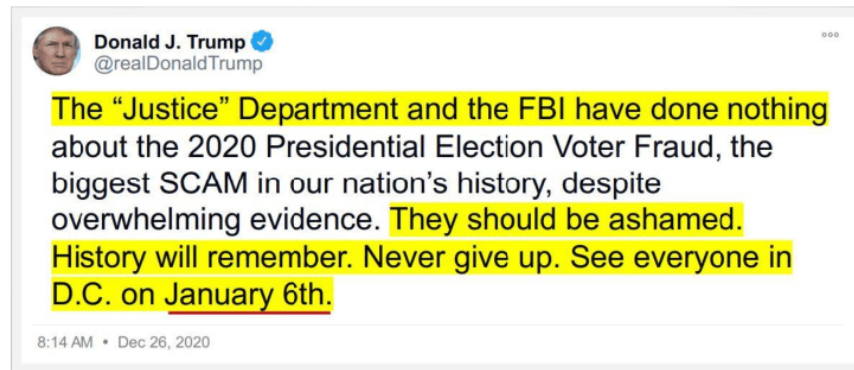 Donald J. Trump
@realDonaldTrump
The “Justice” Department and the FBI have done nothing
about the 2020 Presidential Election Voter Fraud, the
biggest SCAM in our nation’s history, despite
overwhelming evidence. They should be ashamed.
History will remember. Never give up. See everyone in
D.C. on January 6th.
8:14 AM • Dec 26, 2020